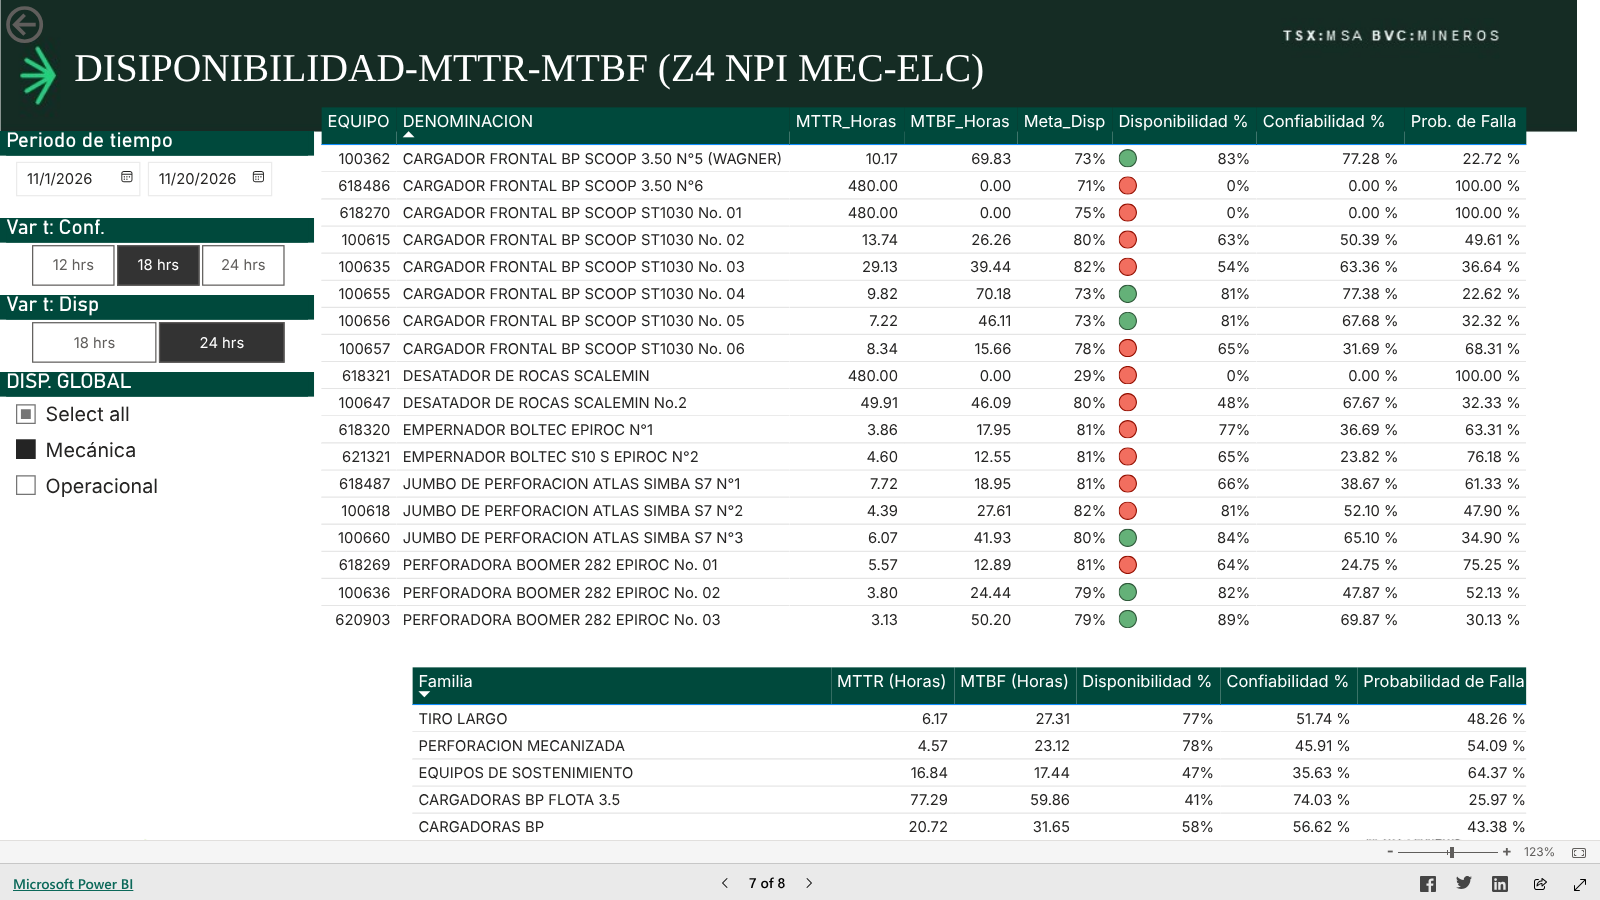 TSX:MSA BVC:MINEROS
DISIPONIBILIDAD-MTTR-MTBF (Z4 NPI MEC-ELC)
Periodo de tiempo
11/1/2026 11/20/2026
Var t: Conf.
12 hrs 18 hrs 24 hrs
Var t: Disp
18 hrs 24 hrs
DISP. GLOBAL
Select all
Mecánica
Operacional
EQUIPO DENOMINACION MTTR_Horas MTBF_Horas Meta_Disp Disponibilidad % Confiabilidad % Prob. de Falla
100362 CARGADOR FRONTAL BP SCOOP 3.50 N°5 (WAGNER) 10.17 69.83 73% 83% 77.28 % 22.72 %
618486 CARGADOR FRONTAL BP SCOOP 3.50 N°6 480.00 0.00 71% 0% 0.00 % 100.00 %
618270 CARGADOR FRONTAL BP SCOOP ST1030 No. 01 480.00 0.00 75% 0% 0.00 % 100.00 %
100615 CARGADOR FRONTAL BP SCOOP ST1030 No. 02 13.74 26.26 80% 63% 50.39 % 49.61 %
100635 CARGADOR FRONTAL BP SCOOP ST1030 No. 03 29.13 39.44 82% 54% 63.36 % 36.64 %
100655 CARGADOR FRONTAL BP SCOOP ST1030 No. 04 9.82 70.18 73% 81% 77.38 % 22.62 %
100656 CARGADOR FRONTAL BP SCOOP ST1030 No. 05 7.22 46.11 73% 81% 67.68 % 32.32 %
100657 CARGADOR FRONTAL BP SCOOP ST1030 No. 06 8.34 15.66 78% 65% 31.69 % 68.31 %
618321 DESATADOR DE ROCAS SCALEMIN 480.00 0.00 29% 0% 0.00 % 100.00 %
100647 DESATADOR DE ROCAS SCALEMIN No.2 49.91 46.09 80% 48% 67.67 % 32.33 %
618320 EMPERNADOR BOLTEC EPIROC N°1 3.86 17.95 81% 77% 36.69 % 63.31 %
621321 EMPERNADOR BOLTEC S10 S EPIROC N°2 4.60 12.55 81% 65% 23.82 % 76.18 %
618487 JUMBO DE PERFORACION ATLAS SIMBA S7 N°1 7.72 18.95 81% 66% 38.67 % 61.33 %
100618 JUMBO DE PERFORACION ATLAS SIMBA S7 N°2 4.39 27.61 82% 81% 52.10 % 47.90 %
100660 JUMBO DE PERFORACION ATLAS SIMBA S7 N°3 6.07 41.93 80% 84% 65.10 % 34.90 %
618269 PERFORADORA BOOMER 282 EPIROC No. 01 5.57 12.89 81% 64% 24.75 % 75.25 %
100636 PERFORADORA BOOMER 282 EPIROC No. 02 3.80 24.44 79% 82% 47.87 % 52.13 %
620903 PERFORADORA BOOMER 282 EPIROC No. 03 3.13 50.20 79% 89% 69.87 % 30.13 %
Familia MTTR (Horas) MTBF (Horas) Disponibilidad % Confiabilidad % Probabilidad de Falla
TIRO LARGO 6.17 27.31 77% 51.74 % 48.26 %
PERFORACION MECANIZADA 4.57 23.12 78% 45.91 % 54.09 %
EQUIPOS DE SOSTENIMIENTO 16.84 17.44 47% 35.63 % 64.37 %
CARGADORAS BP FLOTA 3.5 77.29 59.86 41% 74.03 % 25.97 %
CARGADORAS BP 20.72 31.65 58% 56.62 % 43.38 %
- + 123%
Microsoft Power BI
7 of 8